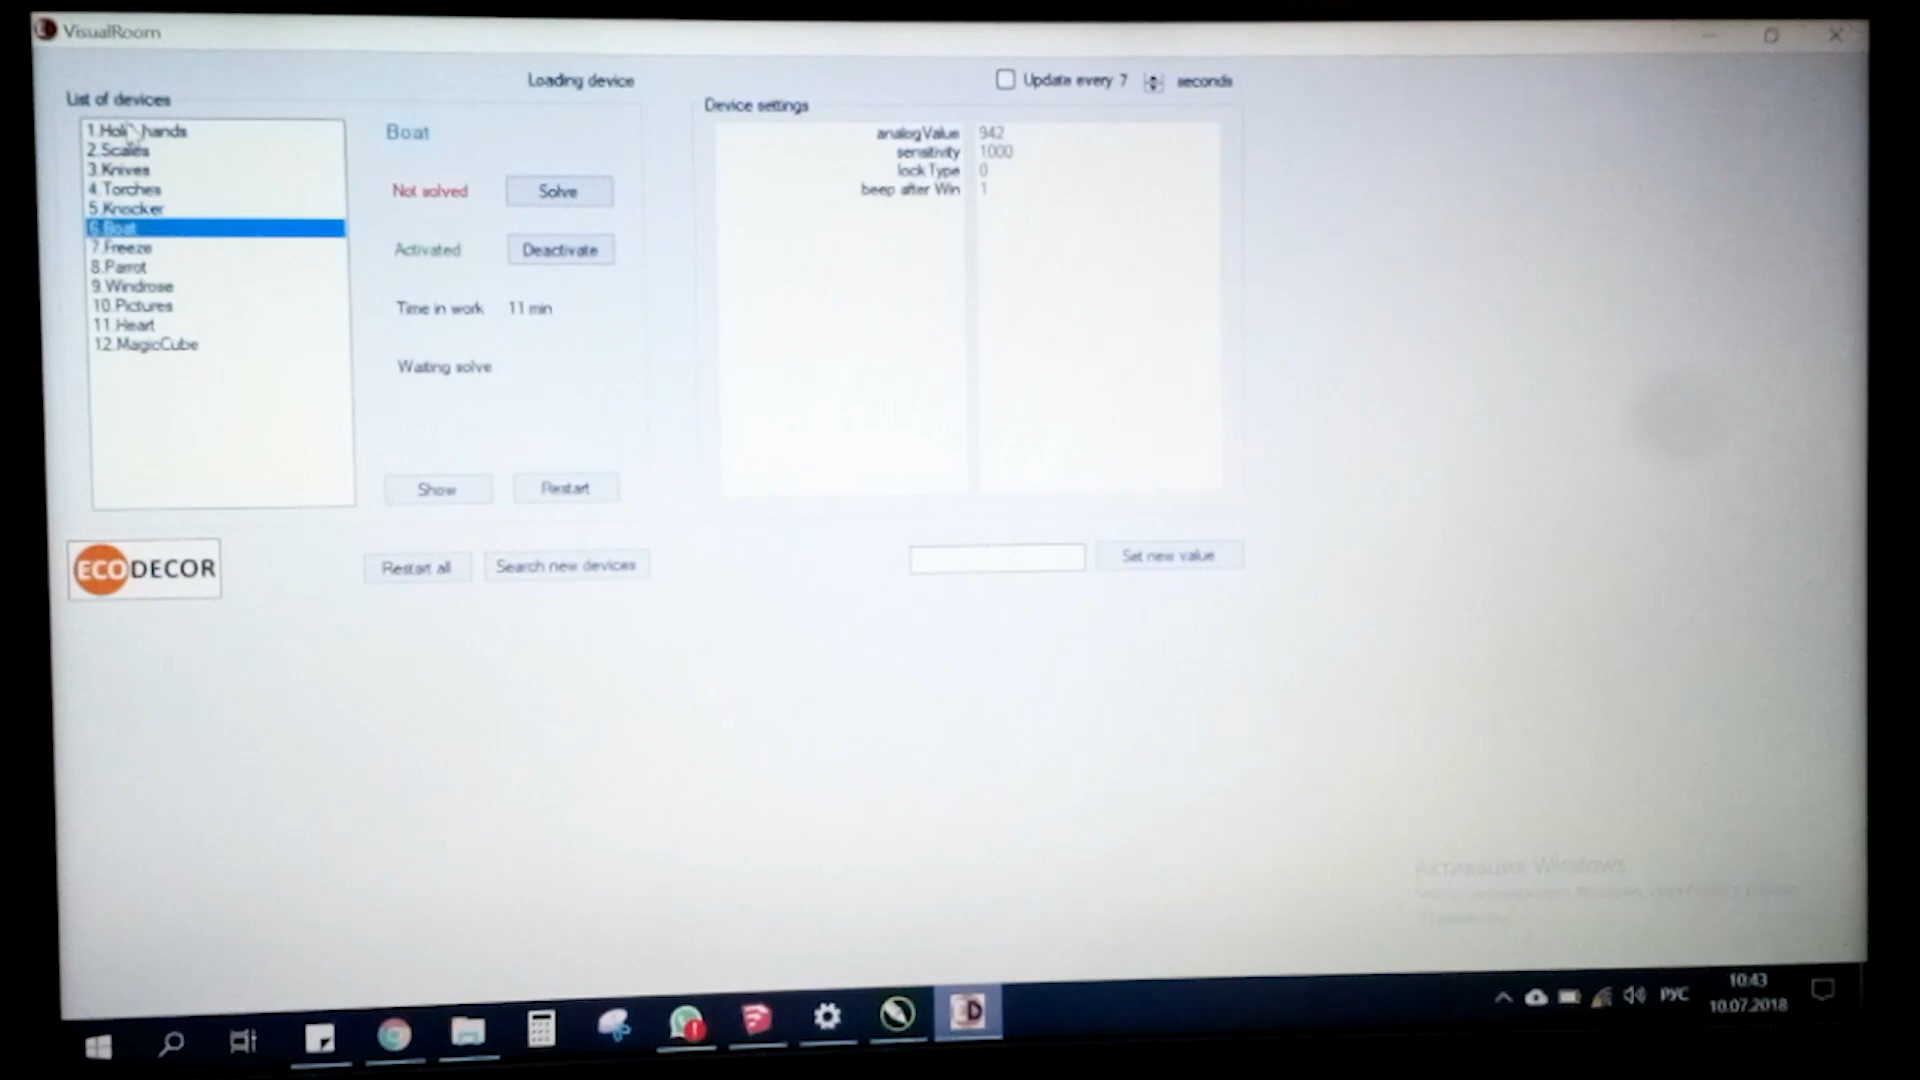 VisualRoom
Loading device
Update every 7 seconds
List of devices
Device settings
1.Holy hands
2.Scales
3.Knives
4.Torches
5.Knocker
6.Boat
7.Freeze
8.Parrot
9.Windrose
10.Pictures
11.Heart
12.MagicCube
Boat
Not solved
Solve
Activated
Deactivate
Time in work 11 min
Waiting solve
Show
Restart
analogValue 942
sensitivity 1000
lock Type 0
beep after Win 1
ECODECOR
Restart all
Search new devices
Set new value
Активация Windows
РУС
10:43
10.07.2018